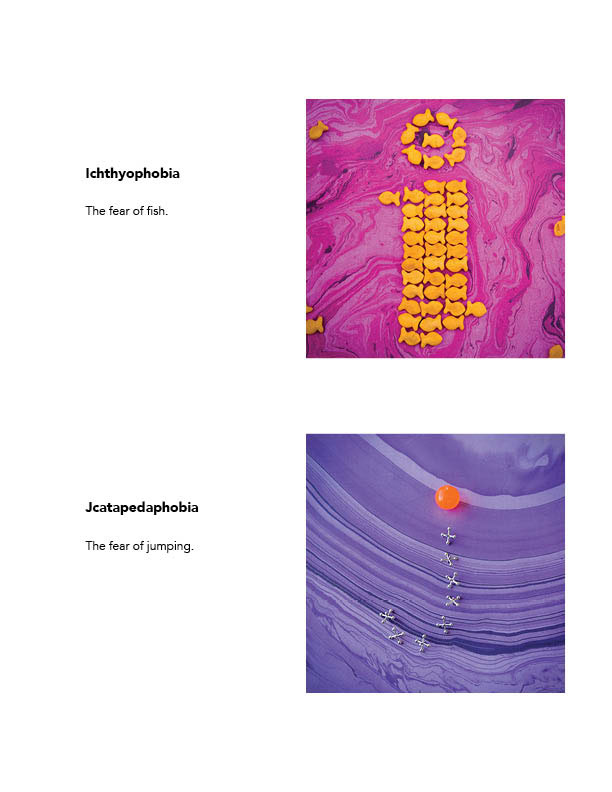 Ichthyophobia
The fear of fish.
Jcatapedaphobia
The fear of jumping.